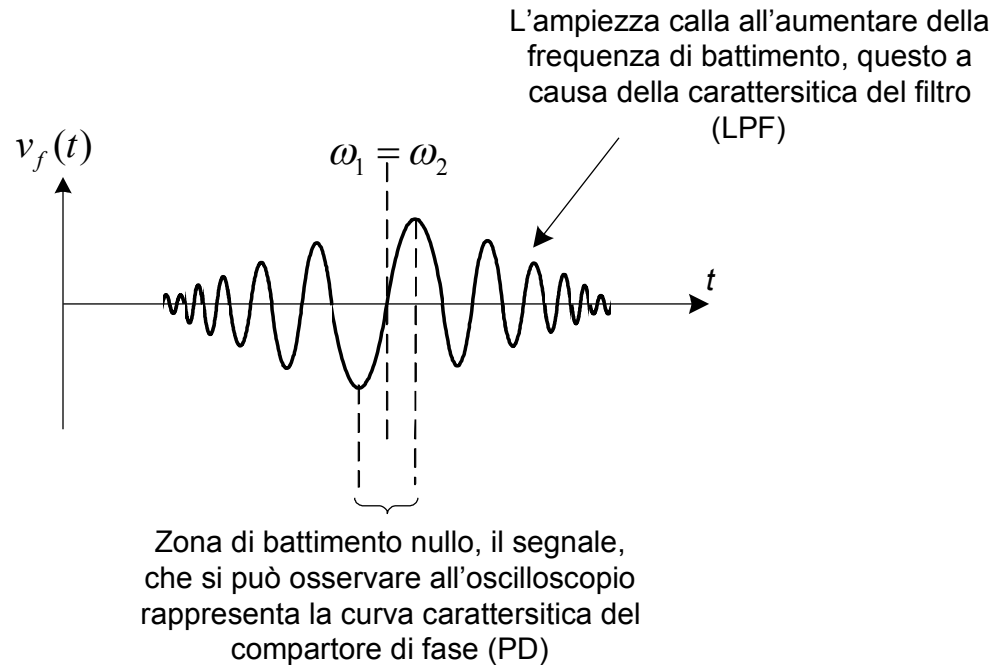 L'ampiezza calla all'aumentare della
frequenza di battimento, questo a
causa della carattersitica del filtro
(LPF)
v_f(t)
ω₁ = ω₂
t
Zona di battimento nullo, il segnale,
che si può osservare all'oscilloscopio
rappresenta la curva carattersitica del
compartore di fase (PD)